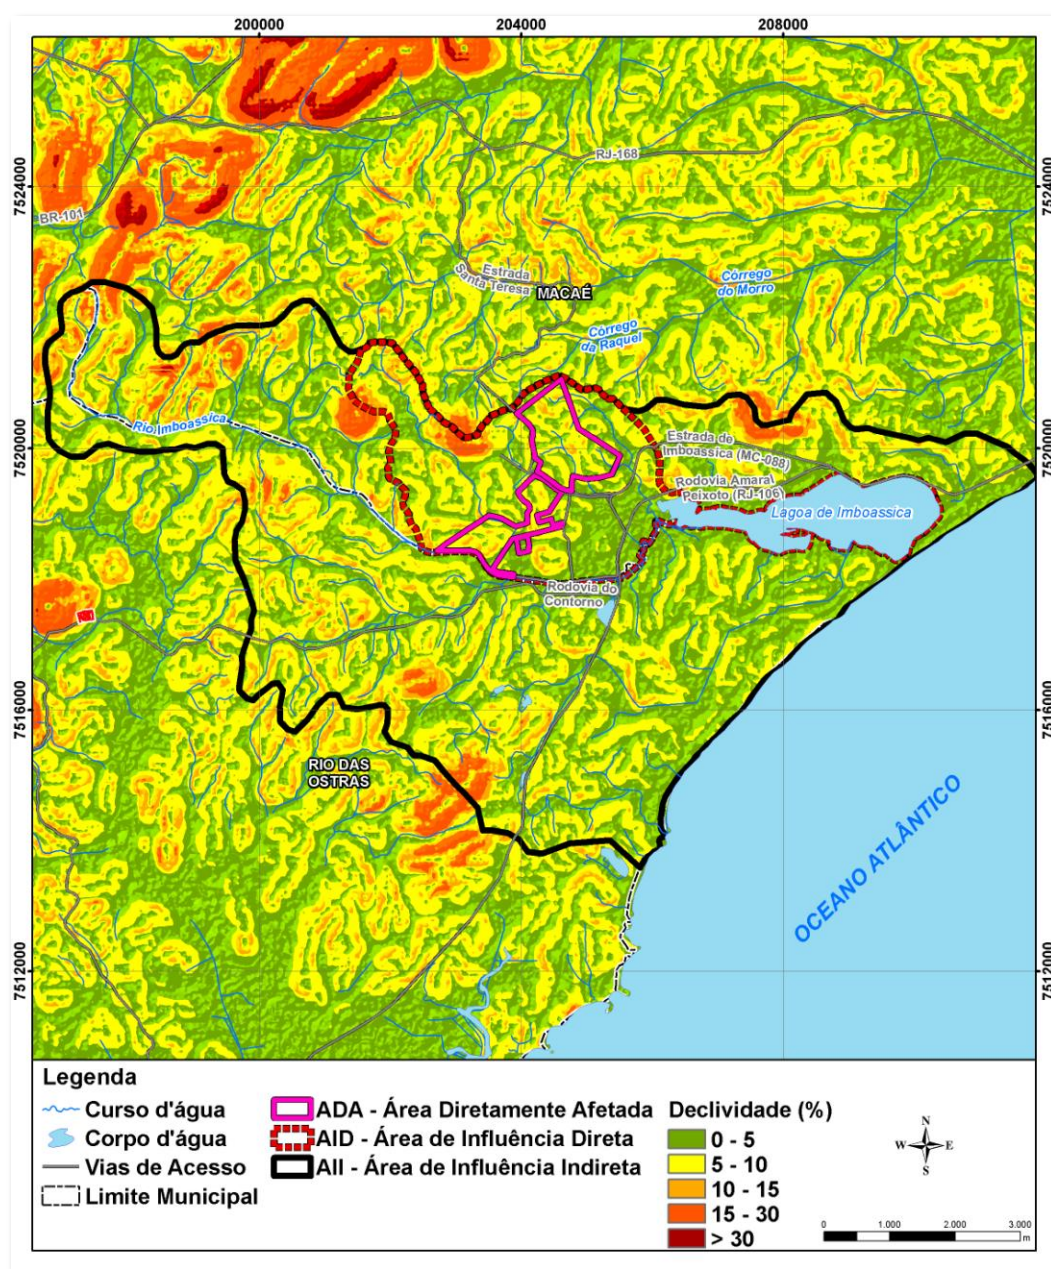 200000
204000
208000
7524000
7524000
RJ-168
BR-101
Estrada
Santa Teresa
MACAÉ
Córrego
do Morro
Córrego
da Raquel
Rio Imboassica
7520000
7520000
Estrada de
Imboassica (MC-088)
Rodovia Amaral
Peixoto (RJ-106)
Lagoa de Imboassica
Rodovia do
Contorno
7516000
7516000
RIO DAS
OSTRAS
OCEANO ATLÂNTICO
7512000
7512000
Legenda
Curso d'água
Corpo d'água
Vias de Acesso
Limite Municipal
ADA - Área Diretamente Afetada
AID - Área de Influência Direta
AII - Área de Influência Indireta
Declividade (%)
0 - 5
5 - 10
10 - 15
15 - 30
> 30
N
W E
S
0 1.000 2.000 3.000
m